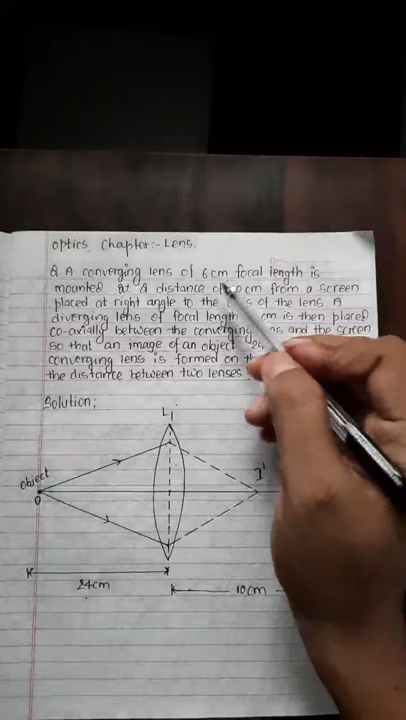 optics, Chapter:- Lens.
Q. A converging lens of 6cm focal length is
mounted at a distance of 10 cm from a screen
placed at right angle to the of the lens. A
diverging lens of focal length cm is then placed
co-axially between the converging and the screen
so that an image of an object 24
converging lens is formed on
the distance between two lenses
Solution;
L1
object
O
I'
24cm
10cm